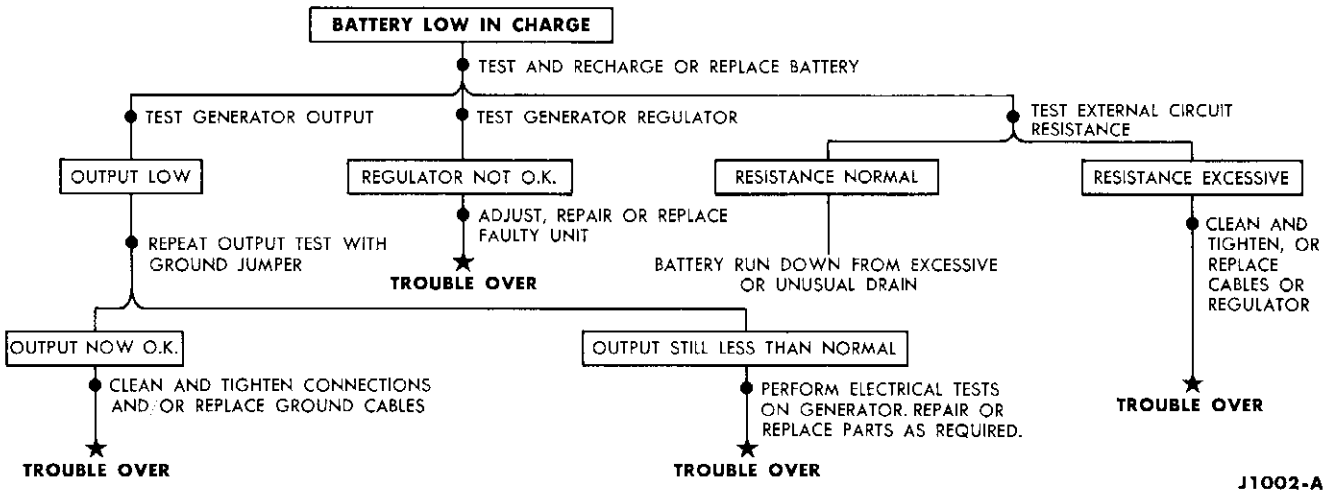 BATTERY LOW IN CHARGE
TEST AND RECHARGE OR REPLACE BATTERY
TEST GENERATOR OUTPUT
TEST GENERATOR REGULATOR
TEST EXTERNAL CIRCUIT
RESISTANCE
OUTPUT LOW
REGULATOR NOT O.K.
RESISTANCE NORMAL
RESISTANCE EXCESSIVE
REPEAT OUTPUT TEST WITH
GROUND JUMPER
ADJUST, REPAIR OR REPLACE
FAULTY UNIT
TROUBLE OVER
BATTERY RUN DOWN FROM EXCESSIVE
OR UNUSUAL DRAIN
CLEAN AND
TIGHTEN, OR
REPLACE
CABLES OR
REGULATOR
TROUBLE OVER
OUTPUT NOW O.K.
OUTPUT STILL LESS THAN NORMAL
CLEAN AND TIGHTEN CONNECTIONS
AND/OR REPLACE GROUND CABLES
TROUBLE OVER
PERFORM ELECTRICAL TESTS
ON GENERATOR. REPAIR OR
REPLACE PARTS AS REQUIRED.
TROUBLE OVER
J1002-A